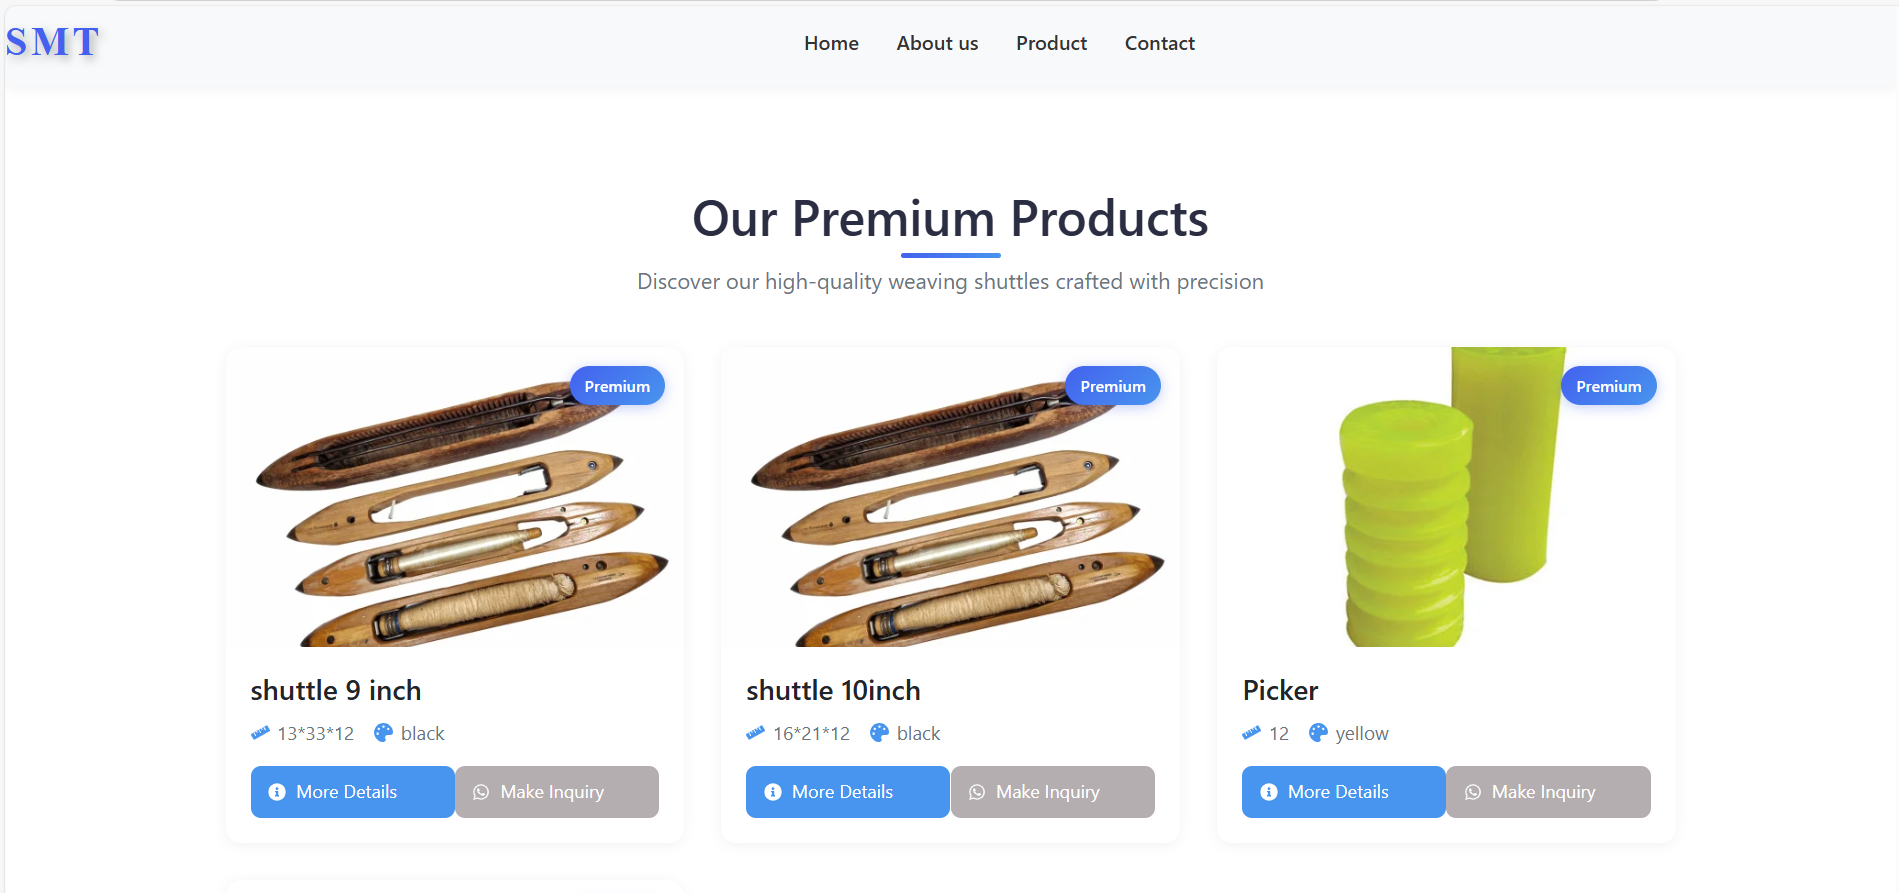 SMT
Home About us Product Contact
Our Premium Products
Discover our high-quality weaving shuttles crafted with precision
Premium
Premium
Premium
shuttle 9 inch
13*33*12 black
More Details Make Inquiry
shuttle 10inch
16*21*12 black
More Details Make Inquiry
Picker
12 yellow
More Details Make Inquiry